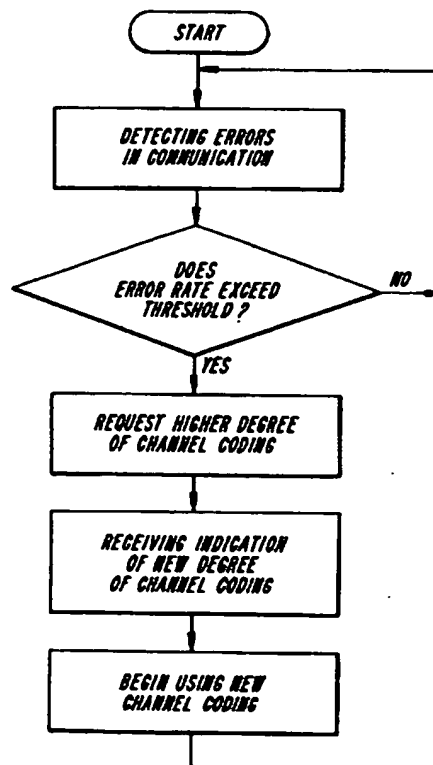 START
DETECTING ERRORS
IN COMMUNICATION
DOES
ERROR RATE EXCEED
THRESHOLD ?
NO
YES
REQUEST HIGHER DEGREE
OF CHANNEL CODING
RECEIVING INDICATION
OF NEW DEGREE
OF CHANNEL CODING
BEGIN USING NEW
CHANNEL CODING